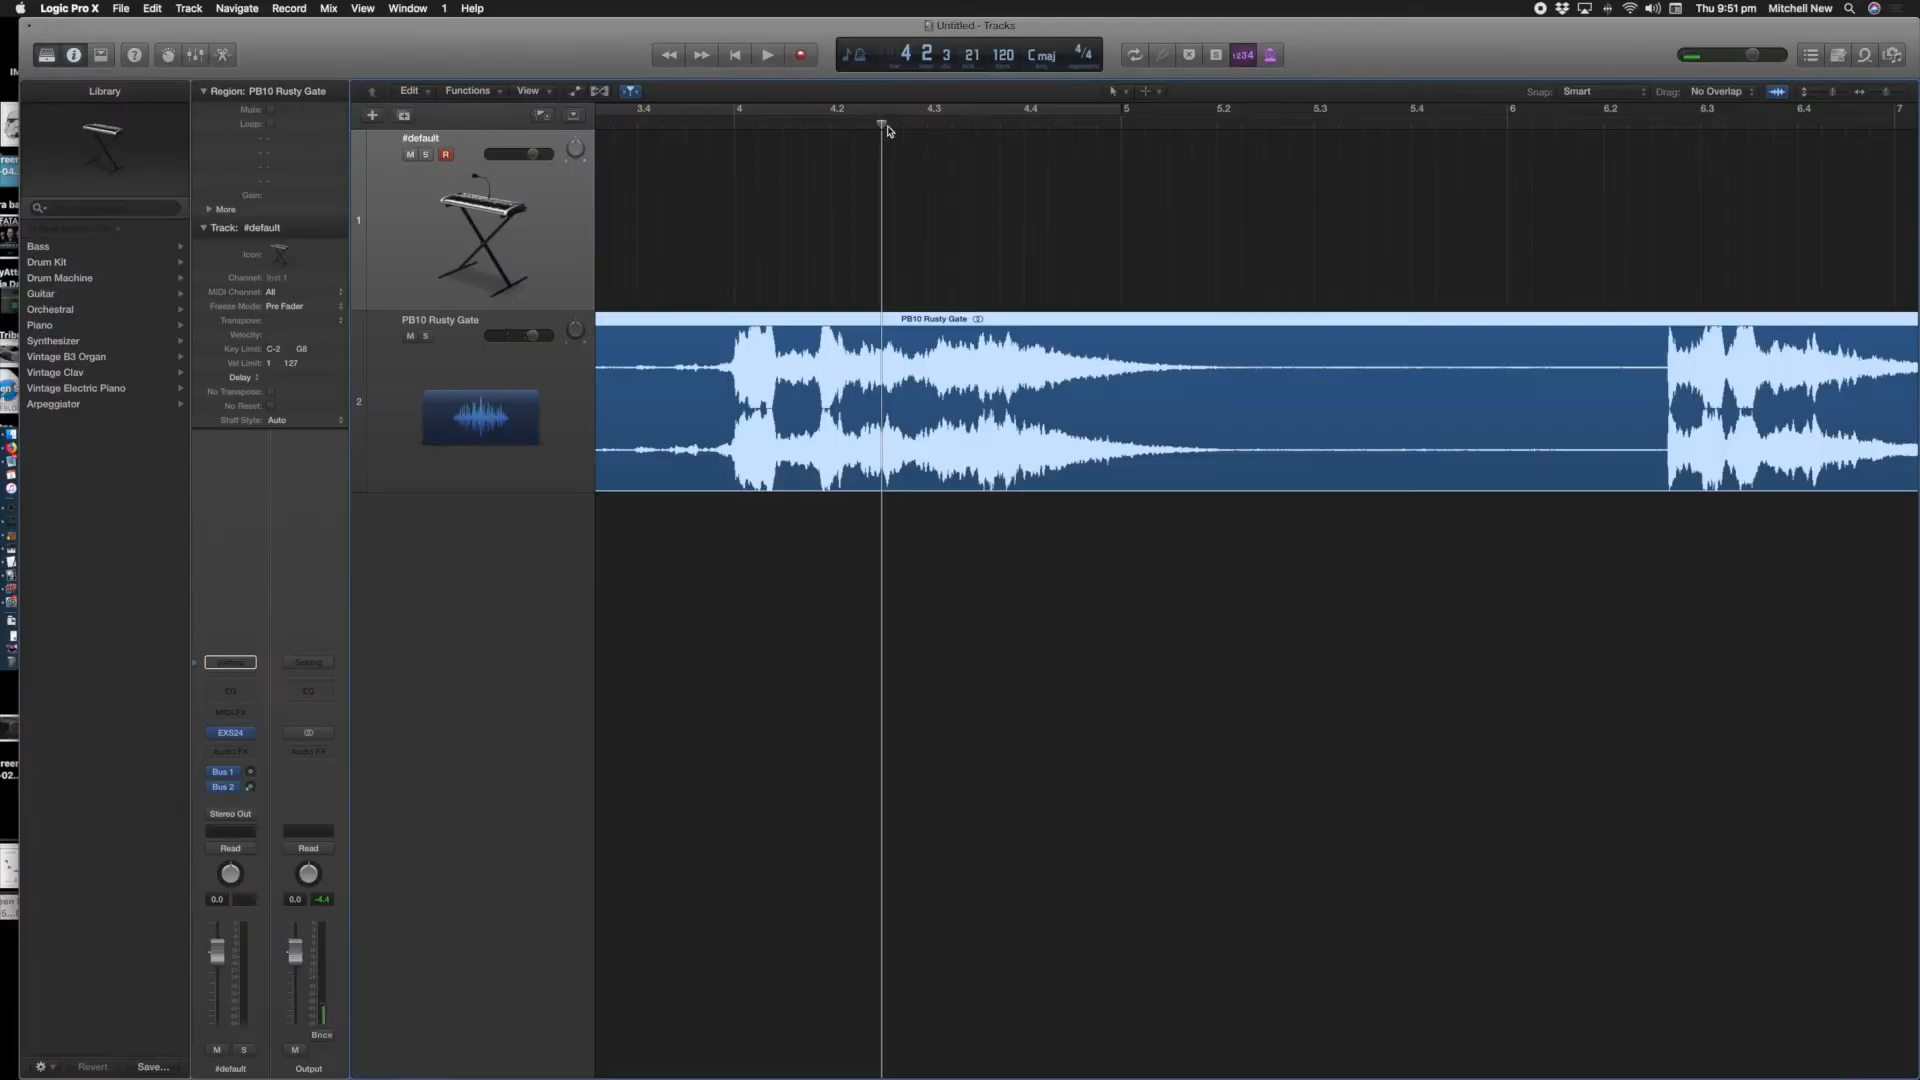 Logic Pro X File Edit Track Navigate Record Mix View Window 1 Help
Thu 9:51 pm Mitchell New
Untitled - Tracks
4 2 3 21 120 C maj 4/4
1234
Library
Region: PB10 Rusty Gate
Edit Functions View
Snap: Smart Drag: No Overlap
3.4 4 4.2 4.3 4.4 5 5.2 5.3 5.4 6 6.2 6.3 6.4 7
Mute:
Loop:
Gain:
More
Track: #default
Icon:
Channel: Inst 1
MIDI Channel: All
Freeze Mode: Pre Fader
Transpose:
Velocity:
Key Limit: C-2 G8
Vel Limit: 1 127
Delay
No Transpose:
No Reset:
Staff Style: Auto
Bass
Drum Kit
Drum Machine
Guitar
Orchestral
Piano
Synthesizer
Vintage B3 Organ
Vintage Clav
Vintage Electric Piano
Arpeggiator
#default
M S R
1
PB10 Rusty Gate
M S
2
PB10 Rusty Gate
Setting Setting
EQ EQ
MIDI FX
EXS24
Audio FX Audio FX
Bus 1
Bus 2
Stereo Out
Read Read
0.0 0.0 -4.4
Bnce
M S M
#default Output
Revert Save...